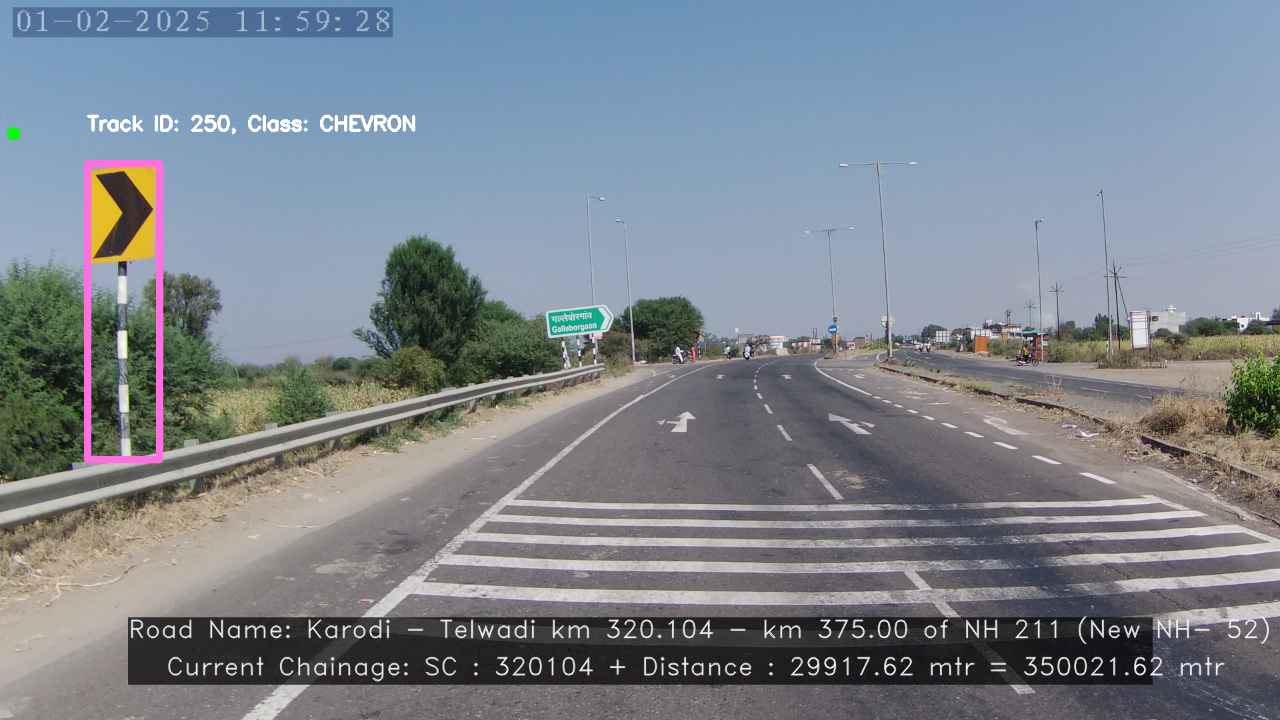 01-02-2025 11:59:28
Track ID: 250, Class: CHEVRON
गल्लेबोरगांव
Galleborgaon
Road Name: Karodi - Telwadi km 320.104 - km 375.00 of NH 211 (New NH- 52)
Current Chainage: SC : 320104 + Distance : 29917.62 mtr = 350021.62 mtr